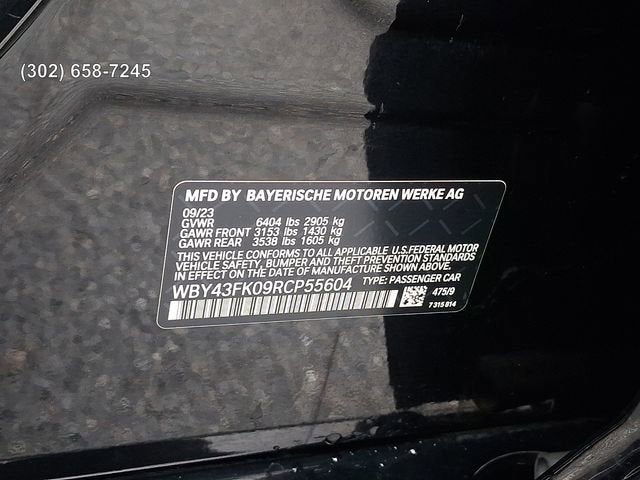 (302) 658-7245
MFD BY BAYERISCHE MOTOREN WERKE AG
09/23
GVWR 6404 lbs 2905 kg
GAWR FRONT 3153 lbs 1430 kg
GAWR REAR 3538 lbs 1605 kg
THIS VEHICLE CONFORMS TO ALL APPLICABLE U.S.FEDERAL MOTOR
VEHICLE SAFETY, BUMPER AND THEFT PREVENTION STANDARDS
IN EFFECT ON THE DATE OF MANUFACTURE SHOWN ABOVE.
WBY43FK09RCP55604 TYPE: PASSENGER CAR
475/9
7 315 814